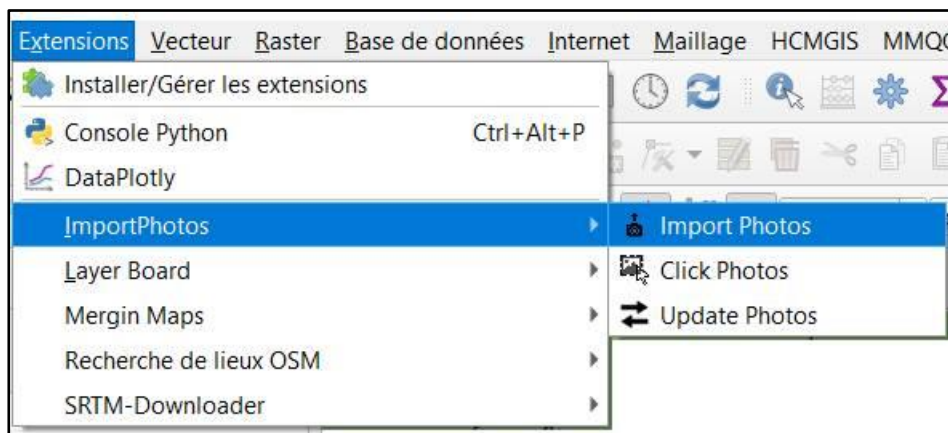 Extensions Vecteur Raster Base de données Internet Maillage HCMGIS
Installer/Gérer les extensions
Console Python Ctrl+Alt+P
DataPlotly
ImportPhotos Import Photos
Layer Board Click Photos
Mergin Maps Update Photos
Recherche de lieux OSM
SRTM-Downloader